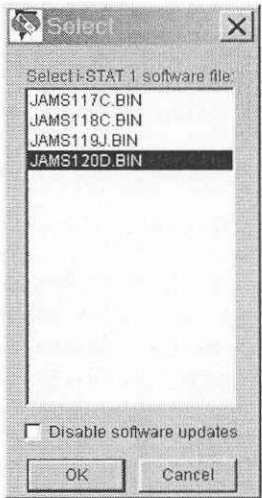 Select
Select i-STAT 1 software file:
JAMS117C.BIN
JAMS118C.BIN
JAMS119J.BIN
JAMS120D.BIN
Disable software updates
OK
Cancel